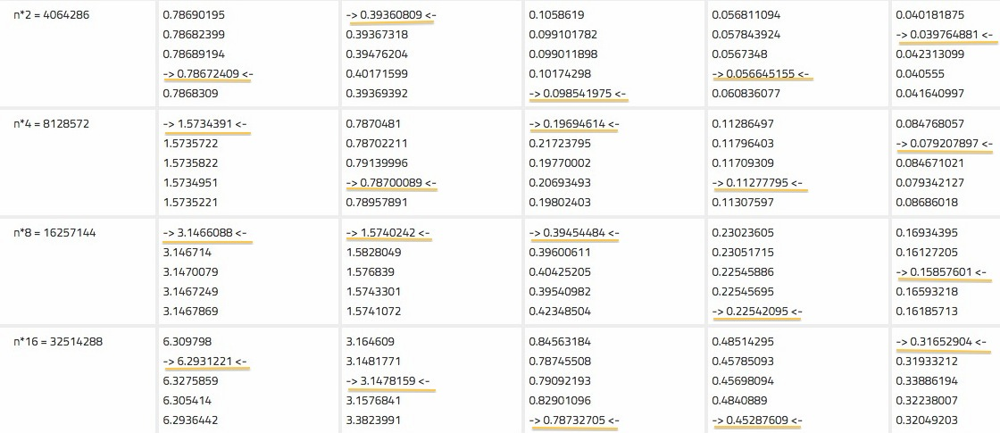 n*2 = 4064286 0.78690195 -> 0.39360809 <- 0.1058619 0.056811094 0.040181875
0.78682399 0.39367318 0.099101782 0.057843924 -> 0.039764881 <-
0.78689194 0.39476204 0.099011898 0.0567348 0.042313099
-> 0.78672409 <- 0.40171599 0.10174298 -> 0.056645155 <- 0.040555
0.7868309 0.39369392 -> 0.098541975 <- 0.060836077 0.041640997
n*4 = 8128572 -> 1.5734391 <- 0.7870481 -> 0.19694614 <- 0.11286497 0.084768057
1.5735722 0.78702211 0.21723795 0.11796403 -> 0.079207897 <-
1.5735822 0.79139996 0.19770002 0.11709309 0.084671021
1.5734951 -> 0.78700089 <- 0.20693493 -> 0.11277795 <- 0.079342127
1.5735221 0.78957891 0.19802403 0.11307597 0.08686018
n*8 = 16257144 -> 3.1466088 <- -> 1.5740242 <- -> 0.39454484 <- 0.23023605 0.16934395
3.146714 1.5828049 0.39600611 0.23051715 0.16127205
3.1470079 1.576839 0.40425205 0.22545886 -> 0.15857601 <-
3.1467249 1.5743301 0.39540982 0.22545695 0.16593218
3.1467869 1.5741072 0.42348504 -> 0.22542095 <- 0.16185713
n*16 = 32514288 6.309798 3.164609 0.84563184 0.48514295 -> 0.31652904 <-
-> 6.2931221 <- 3.1481771 0.78745508 0.45785093 0.31933212
6.3275859 -> 3.1478159 <- 0.79092193 0.45698094 0.33886194
6.305414 3.1576841 0.82901096 0.4840889 0.32238007
6.2936442 3.3823991 -> 0.78732705 <- -> 0.45287609 <- 0.32049203